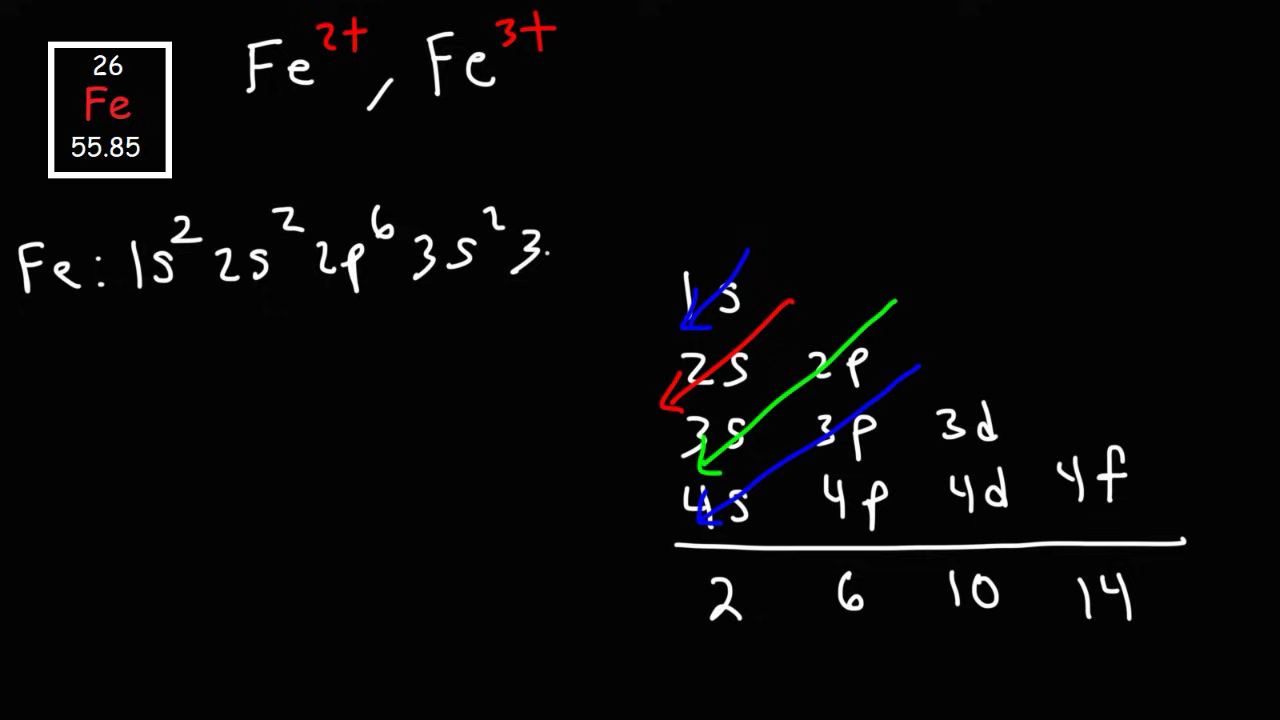 26
Fe
55.85
Fe²⁺, Fe³⁺
Fe: 1s² 2s² 2p⁶ 3s² 3
1s
2s 2p
3s 3p 3d
4s 4p 4d 4f
2 6 10 14